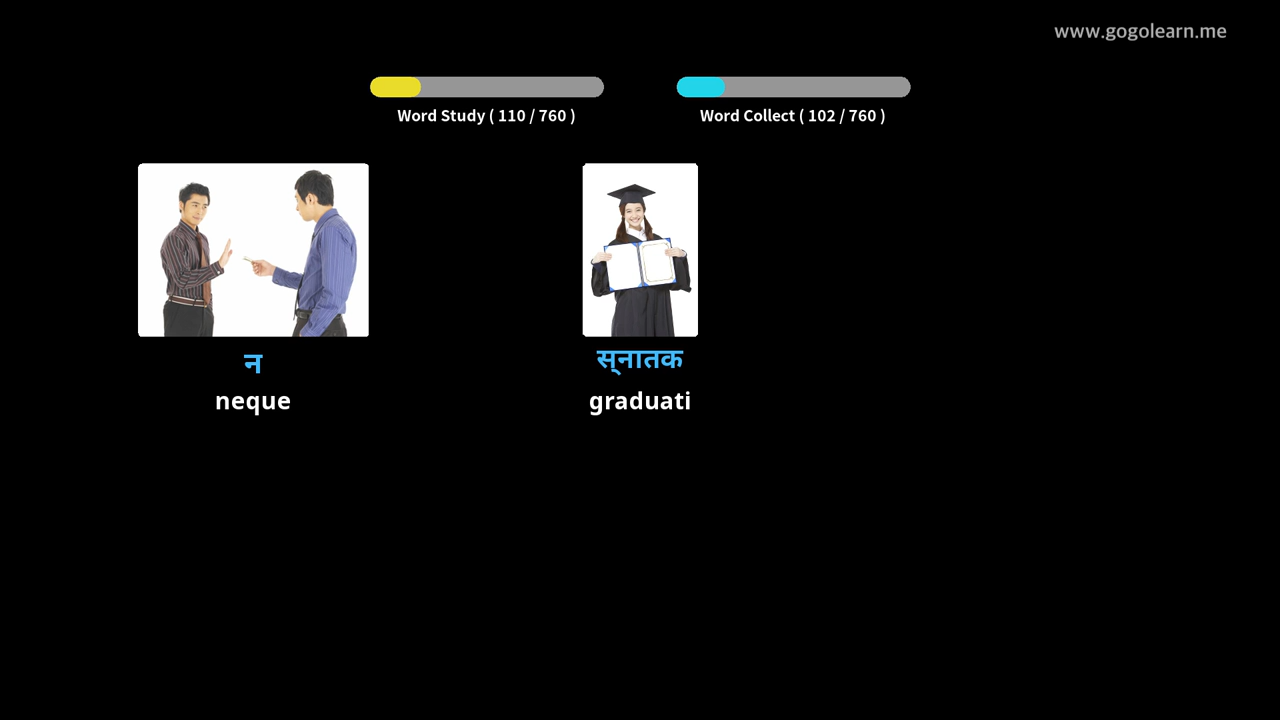 www.gogolearn.me
Word Study ( 110 / 760 )
Word Collect ( 102 / 760 )
न
neque
स्‌नातक
graduati